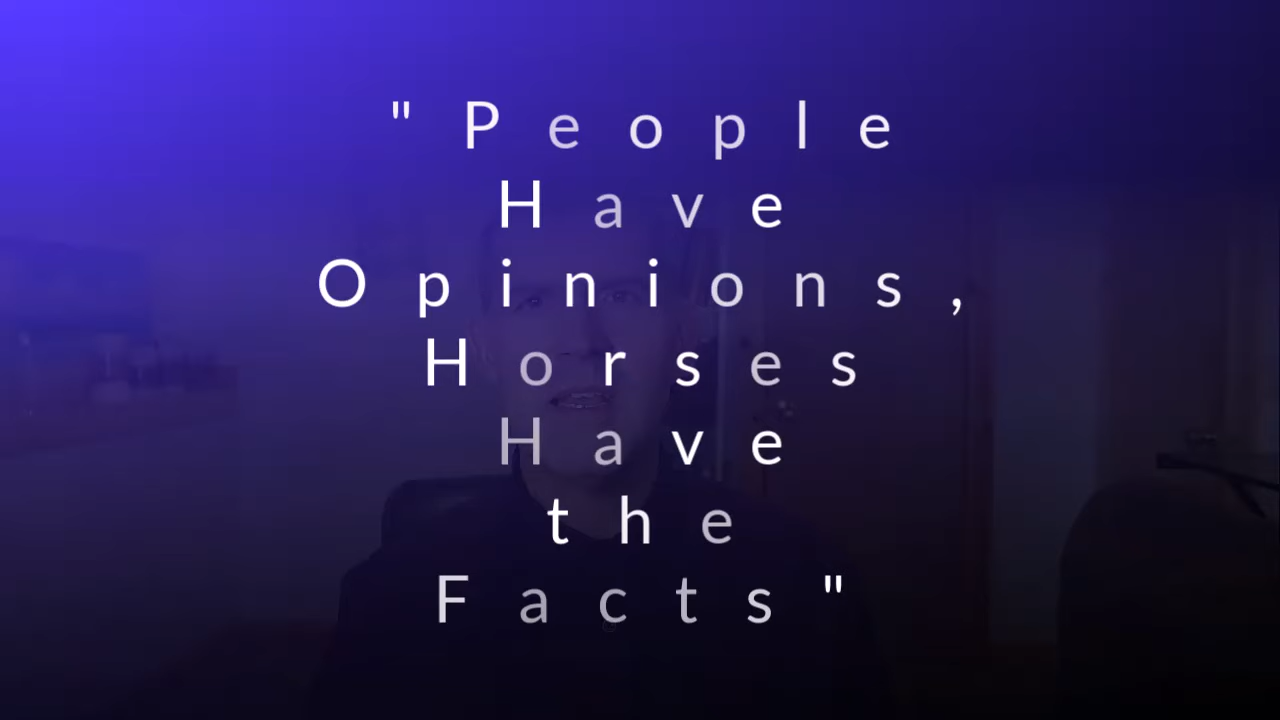 "People
Have
Opinions,
Horses
Have
the
Facts"